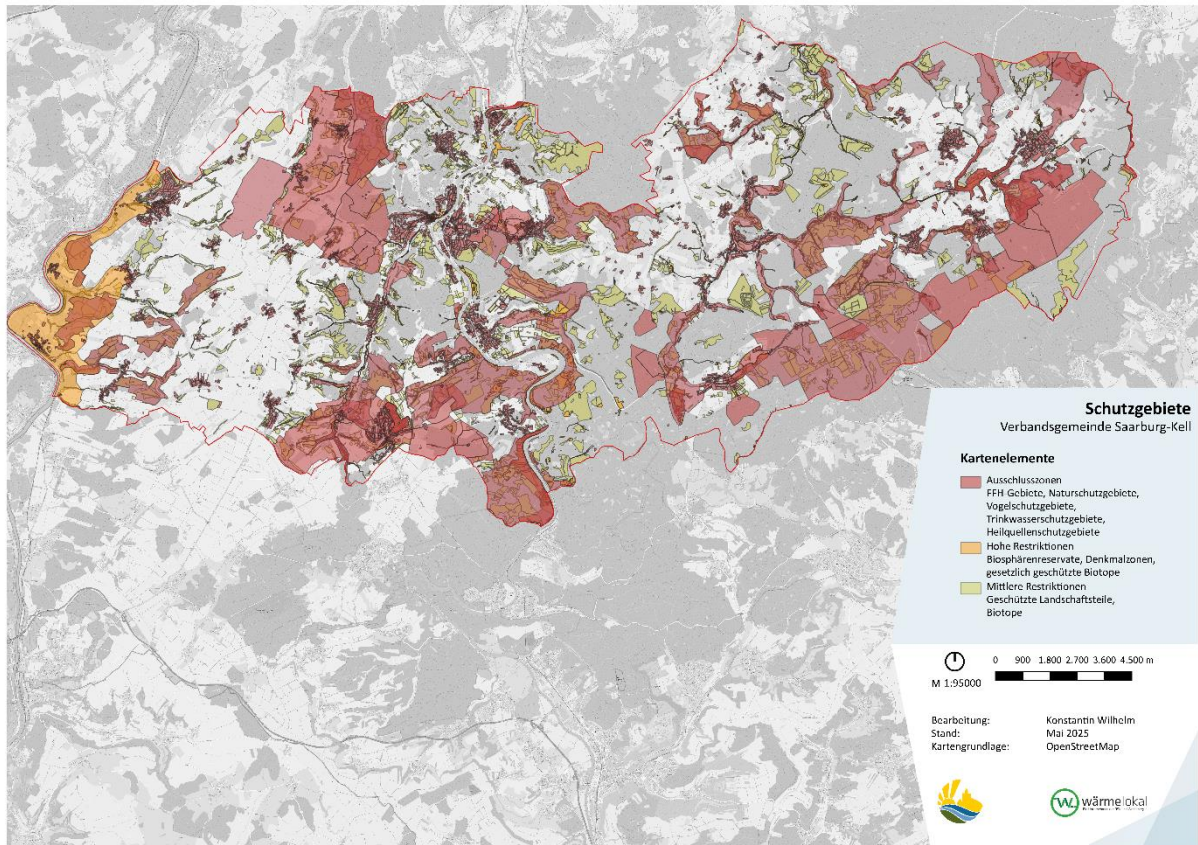 Schutzgebiete
Verbandsgemeinde Saarburg-Kell
Kartenelemente
Ausschlusszonen
FFH-Gebiete, Naturschutzgebiete,
Vogelschutzgebiete,
Trinkwasserschutzgebiete,
Heilquellenschutzgebiete
Hohe Restriktionen
Biosphärenreservate, Denkmalzonen,
gesetzlich geschützte Biotope
Mittlere Restriktionen
Geschützte Landschaftsteile,
Biotope
M 1:95000
0 900 1.800 2.700 3.600 4.500 m
Bearbeitung: Konstantin Wilhelm
Stand: Mai 2025
Kartengrundlage: OpenStreetMap
W wärmelokal